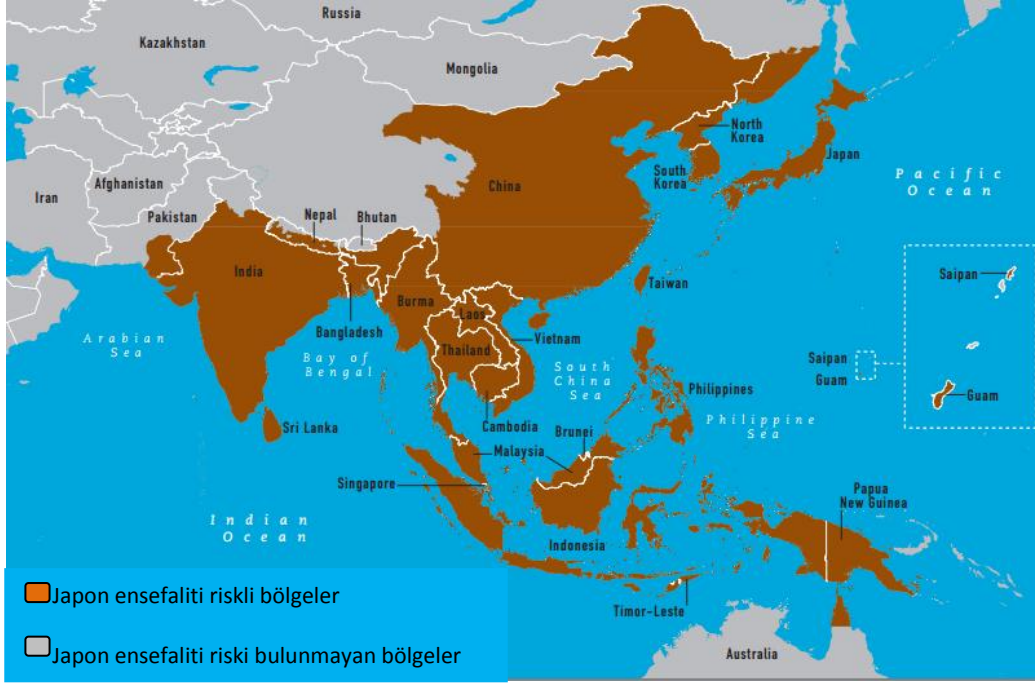 Russia
Kazakhstan
Mongolia
North
Korea
Japan
South
Korea
China
Pacific
Ocean
Iran
Afghanistan
Pakistan
Nepal
Bhutan
India
Saipan
Taiwan
Burma
Laos
Bangladesh
Vietnam
Thailand
Arabian
Sea
Bay of
Bengal
South
China
Sea
Saipan
Guam
Guam
Philippines
Philippine
Sea
Sri Lanka
Cambodia
Brunei
Malaysia
Singapore
Papua
New Guinea
Indian
Ocean
Indonesia
Timor-Leste
Australia
Japon ensefaliti riskli bölgeler
Japon ensefaliti riski bulunmayan bölgeler